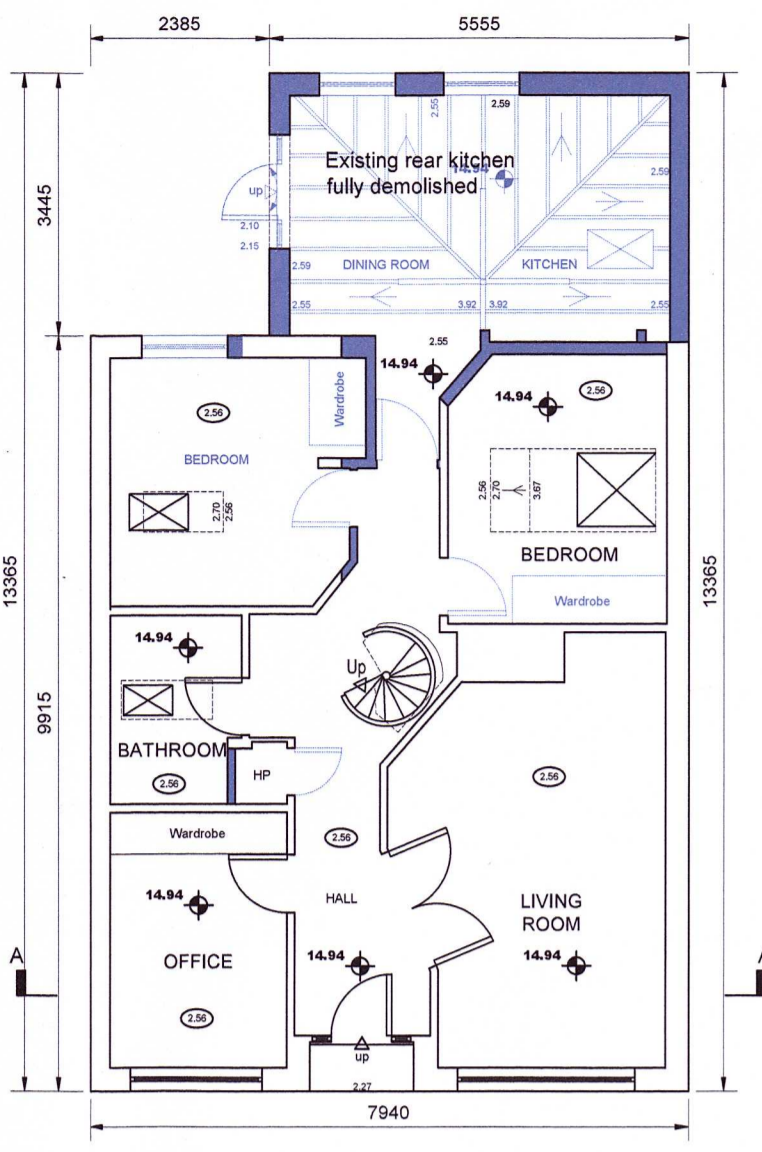 2385
5555
2.55
2.59
Existing rear kitchen
14.94
fully demolished
2.59
3445
up
2.10
2.15
2.59
DINING ROOM
KITCHEN
2.55
3.92
3.92
2.55
2.55
14.94
Wardrobe
14.94
2.56
2.56
BEDROOM
2.70
2.56
2.56
2.70
3.67
BEDROOM
13365
13365
Wardrobe
14.94
Up
9915
BATHROOM
2.56
HP
2.56
Wardrobe
2.56
14.94
HALL
LIVING
ROOM
A
OFFICE
14.94
14.94
A
2.56
up
2.27
7940